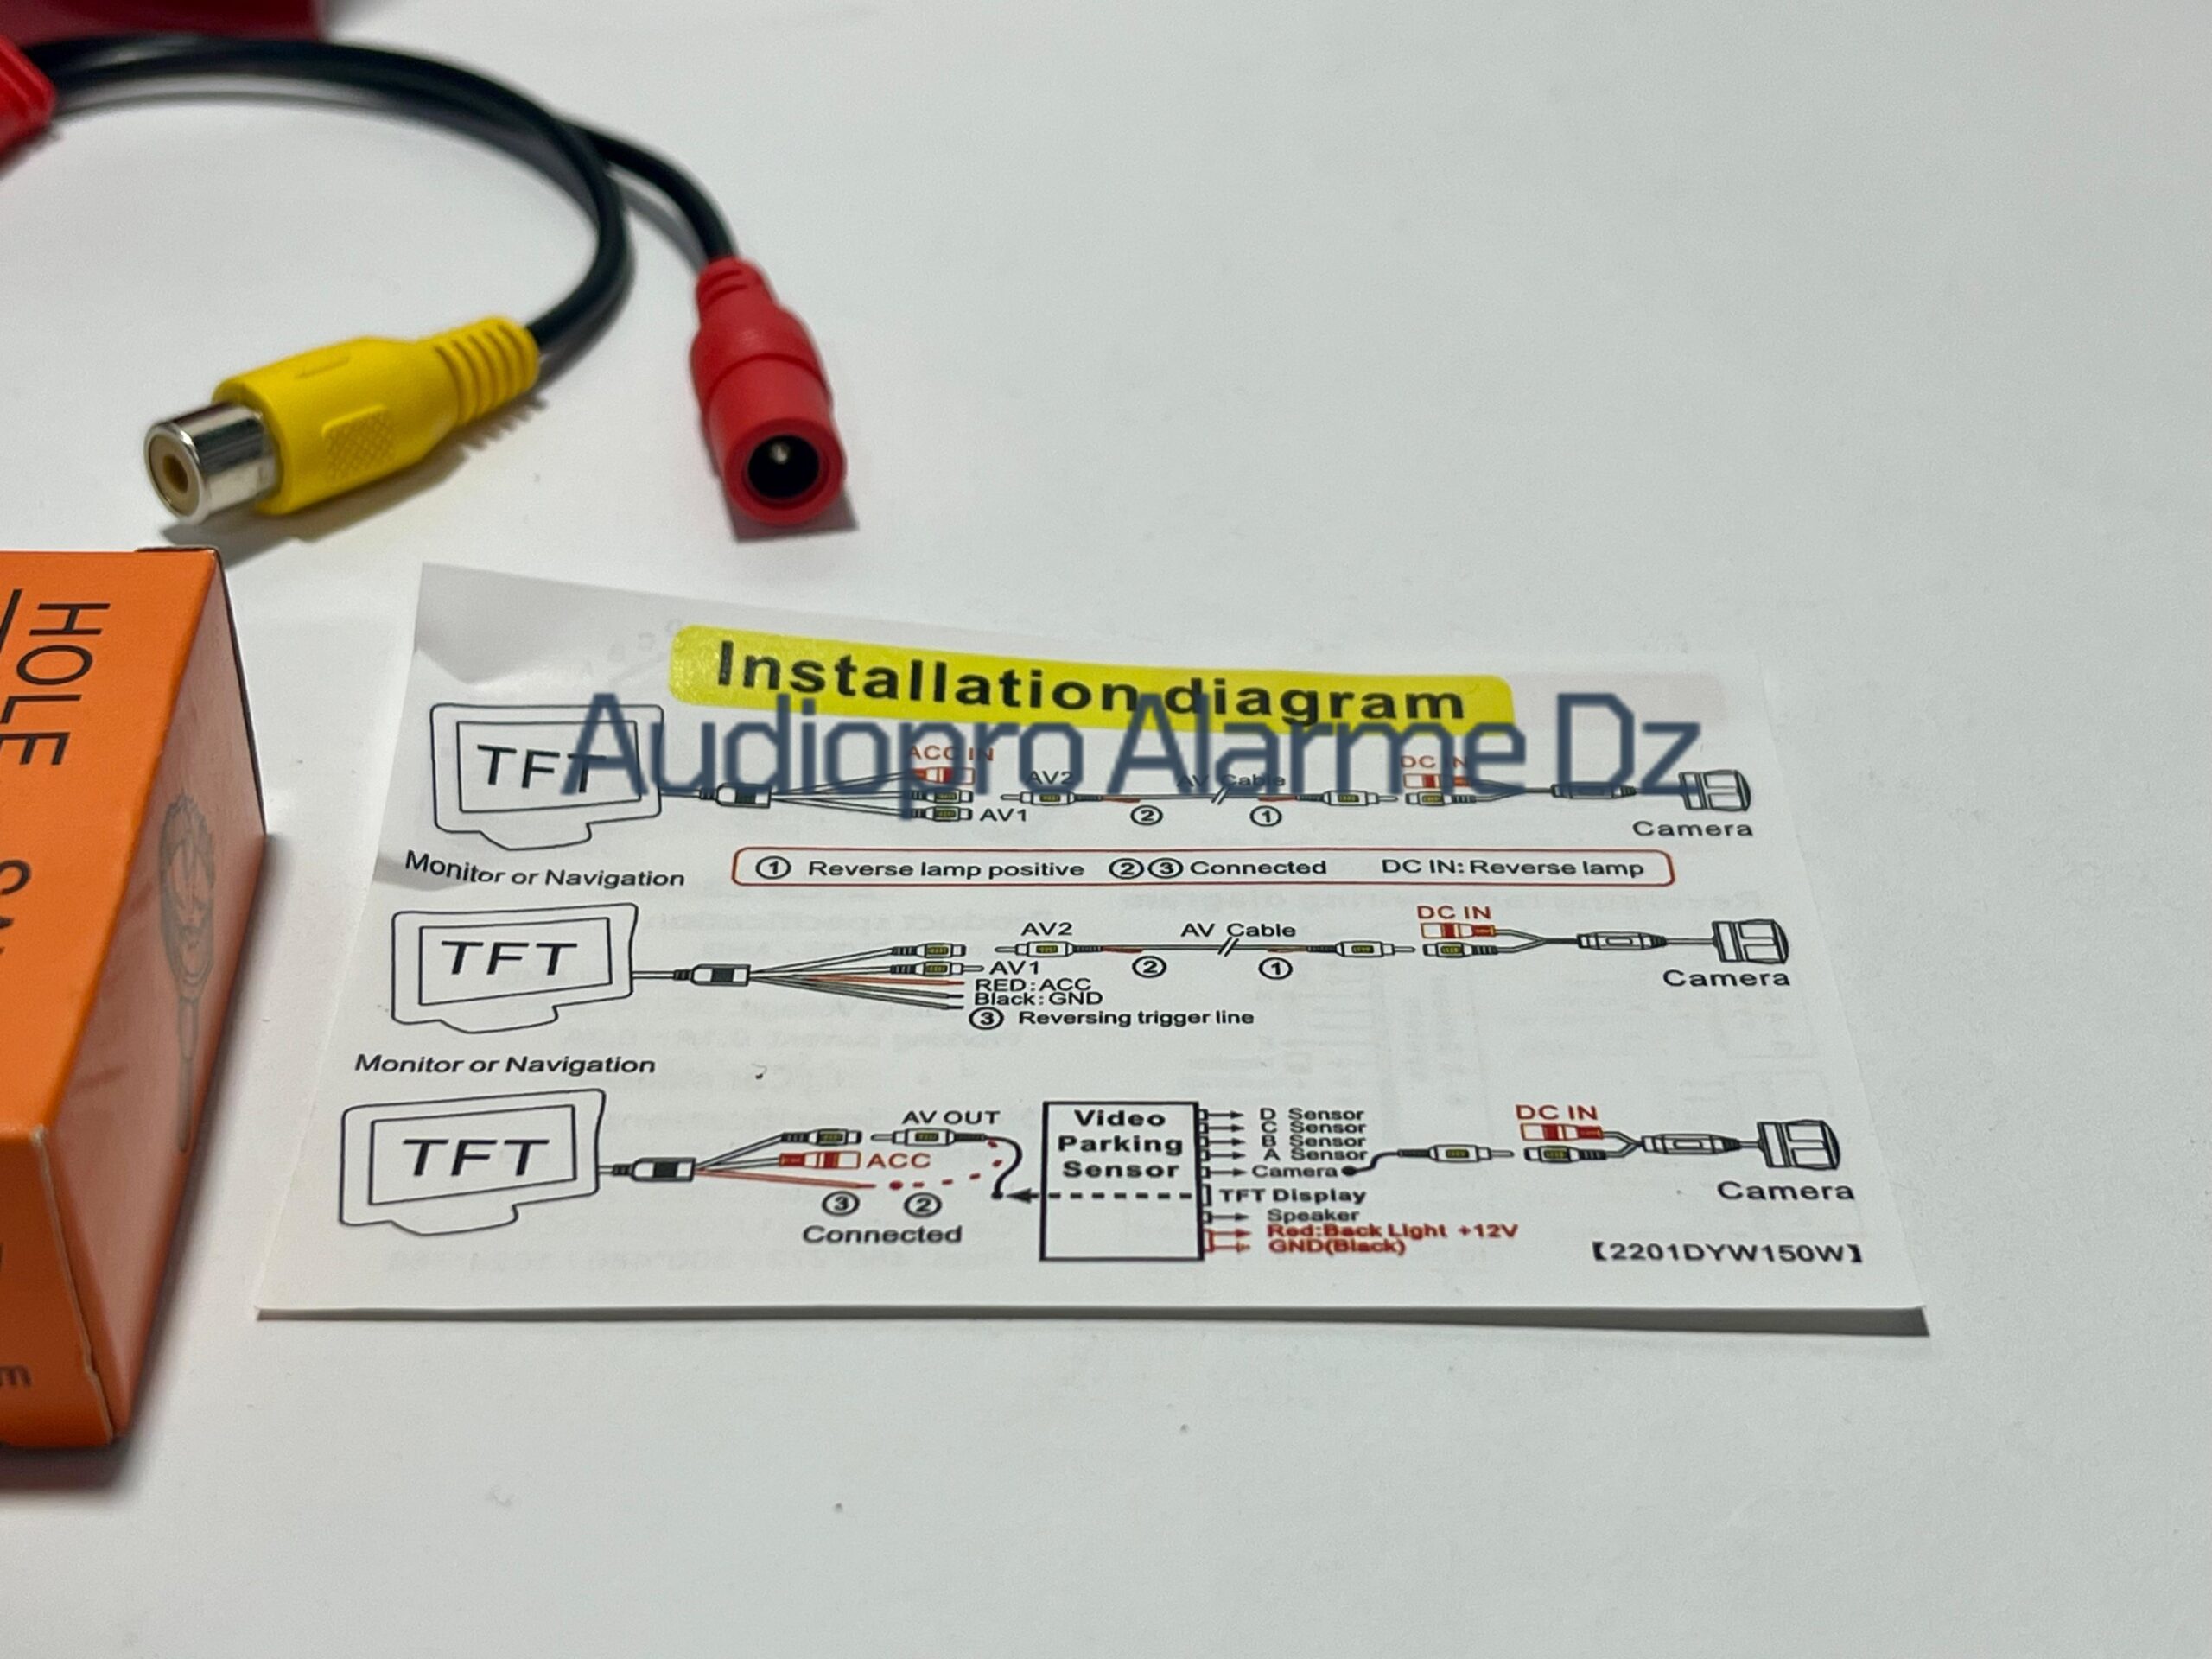 HOLE
Installation diagram
Audiopro Alarme Dz
TFT
ACC IN
AV2
AV Cable
DC IN
AV1
②
①
Camera
Monitor or Navigation
① Reverse lamp positive ②③ Connected DC IN: Reverse lamp
TFT
AV2
AV Cable
DC IN
AV1
②
①
RED:ACC
Black:GND
③ Reversing trigger line
Camera
Monitor or Navigation
TFT
AV OUT
ACC
③ ②
Connected
Video
Parking
Sensor
D Sensor
C Sensor
B Sensor
A Sensor
Camera
TFT Display
Speaker
Red:Back Light +12V
GND(Black)
DC IN
Camera
【2201DYW150W】